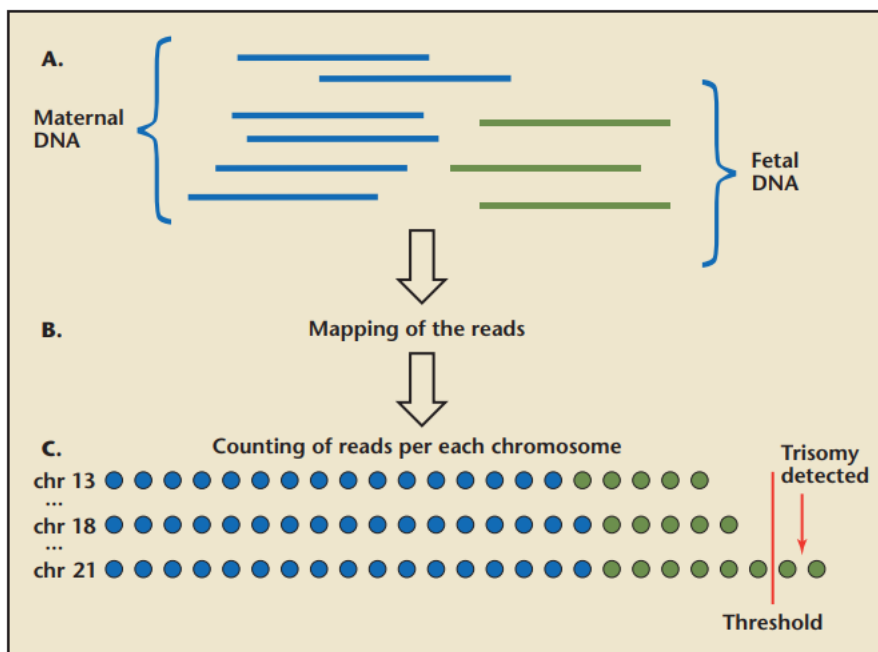 A.
Maternal
DNA
Fetal
DNA
B.
Mapping of the reads
C.
Counting of reads per each chromosome
Trisomy
detected
chr 13
...
chr 18
...
chr 21
Threshold